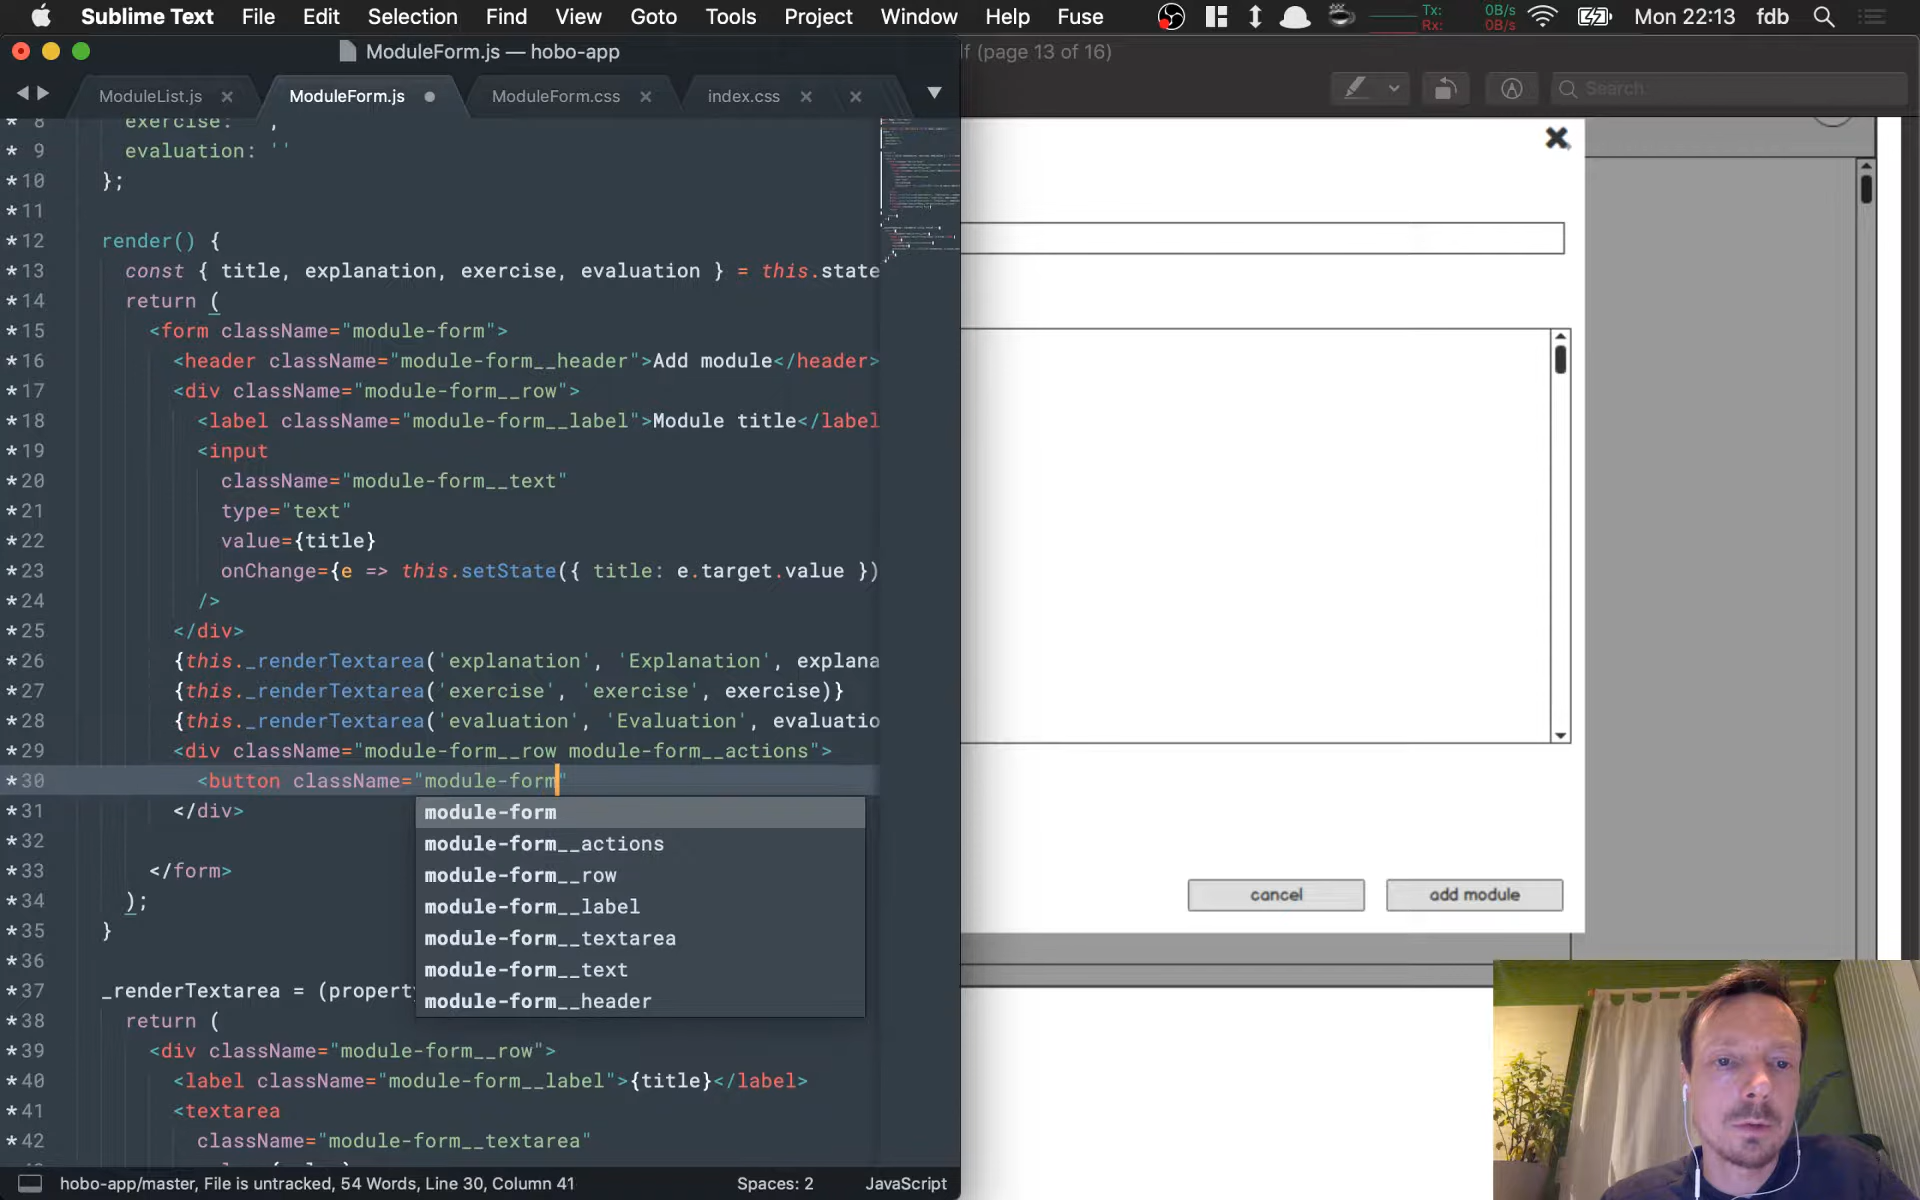 Sublime Text File Edit Selection Find View Goto Tools Project Window Help Fuse Tx: 0B/s Rx: 0B/s Mon 22:13 fdb
ModuleForm.js — hobo-app
f (page 13 of 16)
ModuleList.js ModuleForm.js ModuleForm.css index.css
Search
* 8 exercise: ,
* 9 evaluation: ''
*10 };
*11
*12 render() {
*13 const { title, explanation, exercise, evaluation } = this.state
*14 return (
*15 <form className="module-form">
*16 <header className="module-form__header">Add module</header>
*17 <div className="module-form__row">
*18 <label className="module-form__label">Module title</label
*19 <input
*20 className="module-form__text"
*21 type="text"
*22 value={title}
*23 onChange={e => this.setState({ title: e.target.value })
*24 />
*25 </div>
*26 {this._renderTextarea('explanation', 'Explanation', explana
*27 {this._renderTextarea('exercise', 'exercise', exercise)}
*28 {this._renderTextarea('evaluation', 'Evaluation', evaluatio
*29 <div className="module-form__row module-form__actions">
*30 <button className="module-form"
*31 </div>
*32
*33 </form>
*34 );
*35 }
*36
*37 _renderTextarea = (property
*38 return (
*39 <div className="module-form__row">
*40 <label className="module-form__label">{title}</label>
*41 <textarea
*42 className="module-form__textarea"
module-form
module-form__actions
module-form__row
module-form__label
module-form__textarea
module-form__text
module-form__header
cancel add module
hobo-app/master, File is untracked, 54 Words, Line 30, Column 41 Spaces: 2 JavaScript